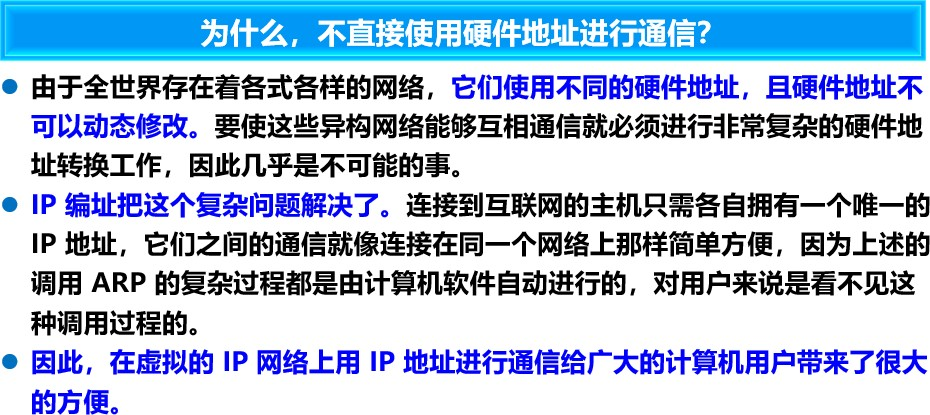 为什么，不直接使用硬件地址进行通信？
● 由于全世界存在着各式各样的网络，它们使用不同的硬件地址，且硬件地址不
可以动态修改。要使这些异构网络能够互相通信就必须进行非常复杂的硬件地
址转换工作，因此几乎是不可能的事。
● IP 编址把这个复杂问题解决了。连接到互联网的主机只需各自拥有一个唯一的
IP 地址，它们之间的通信就像连接在同一个网络上那样简单方便，因为上述的
调用 ARP 的复杂过程都是由计算机软件自动进行的，对用户来说是看不见这
种调用过程的。
● 因此，在虚拟的 IP 网络上用 IP 地址进行通信给广大的计算机用户带来了很大
的方便。